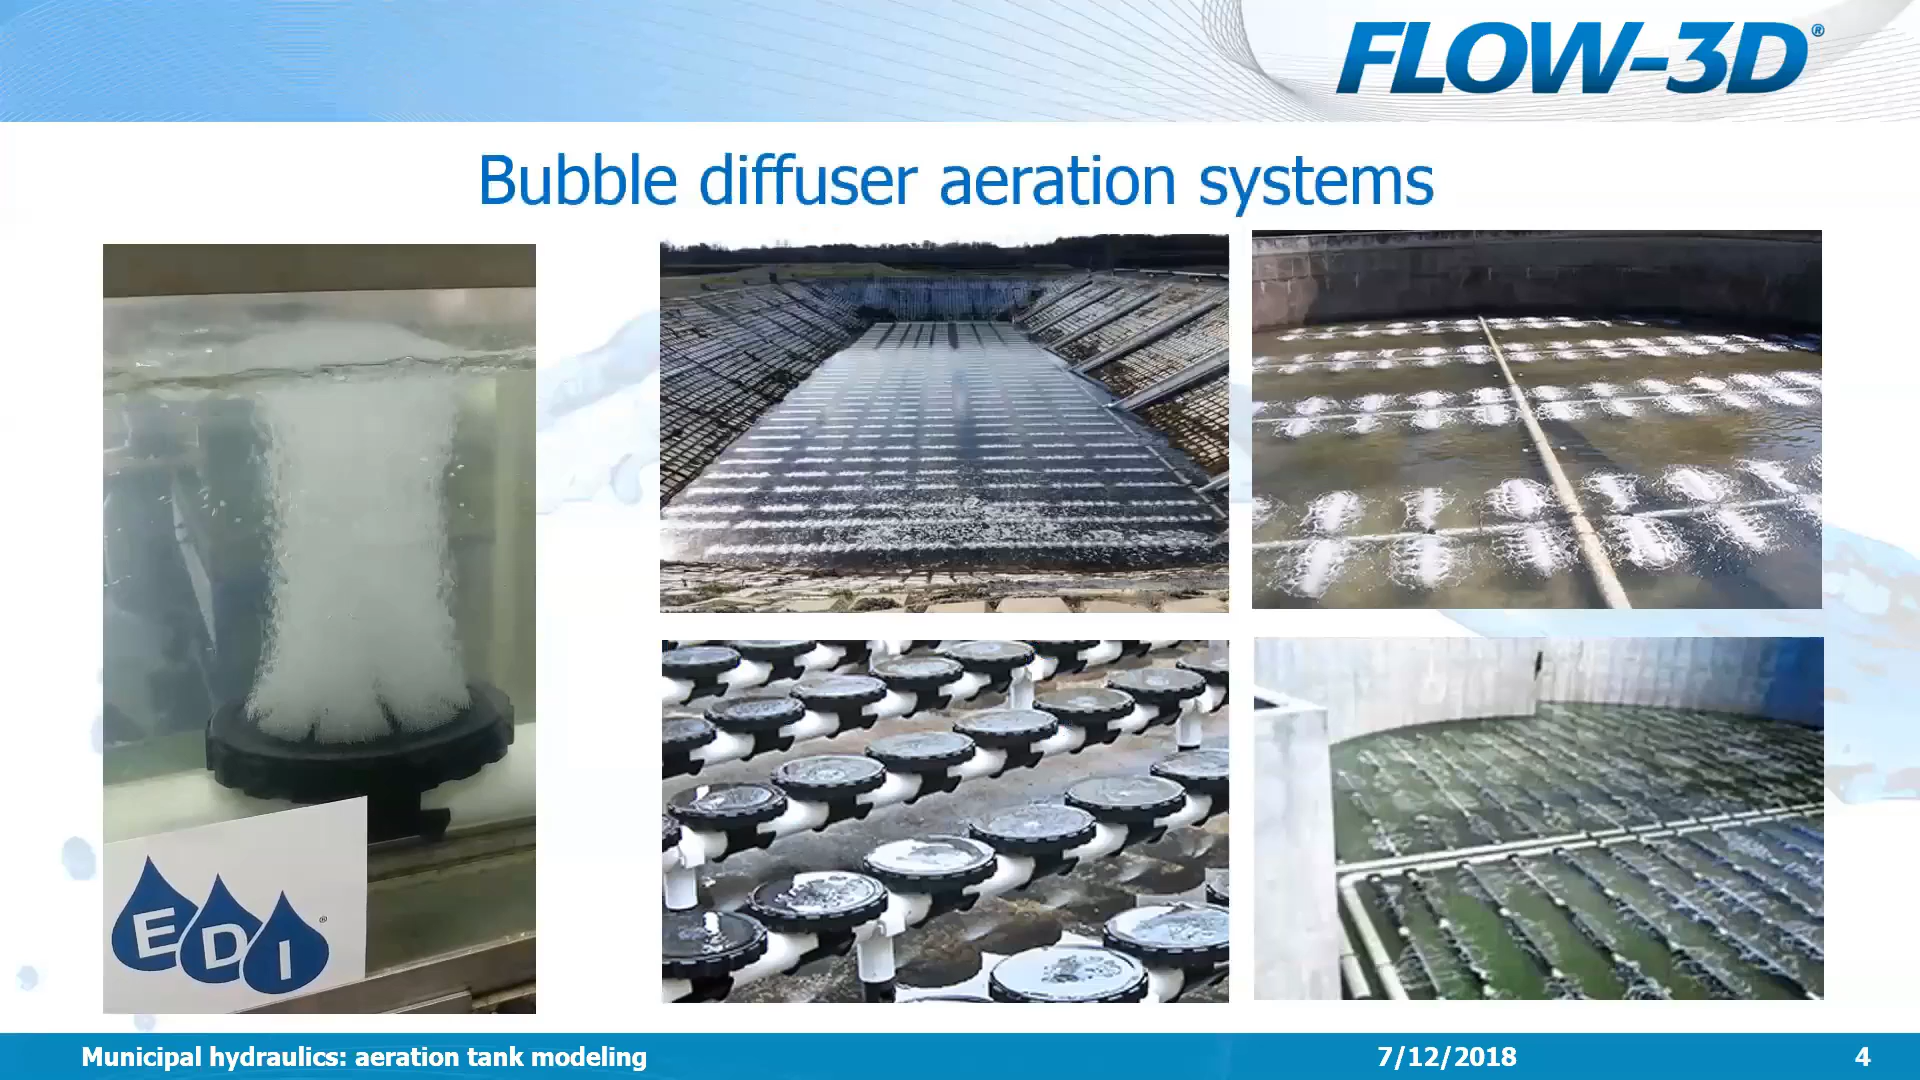 FLOW-3D®
Bubble diffuser aeration systems
EDI®
Municipal hydraulics: aeration tank modeling
7/12/2018
4